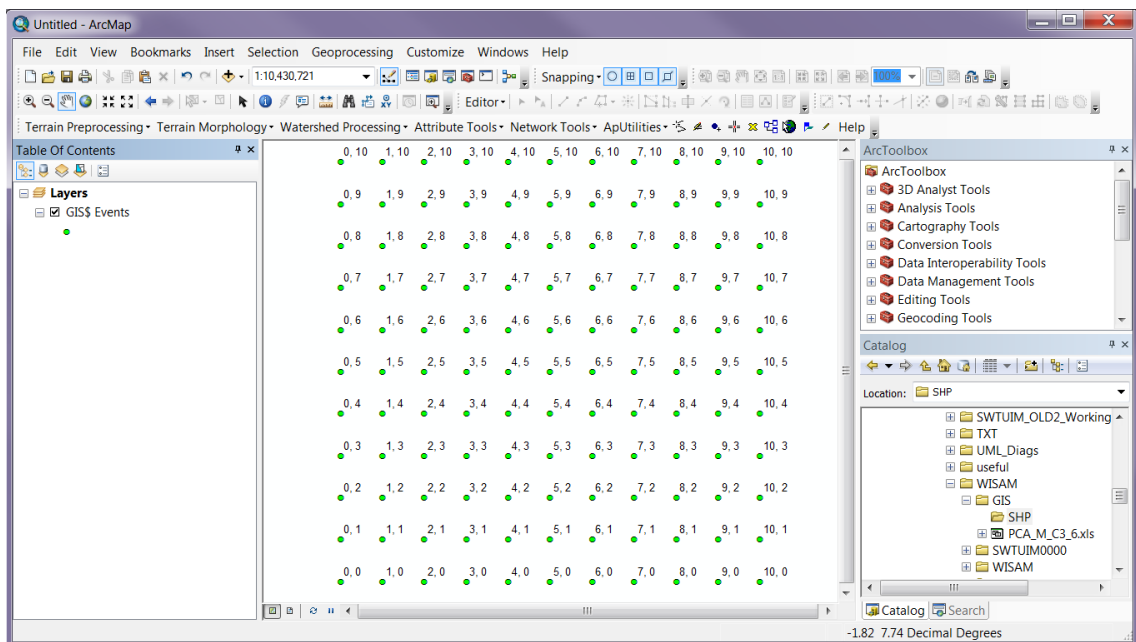 Untitled - ArcMap
File Edit View Bookmarks Insert Selection Geoprocessing Customize Windows Help
1:10,430,721 Snapping 100%
Editor
Terrain Preprocessing Terrain Morphology Watershed Processing Attribute Tools Network Tools ApUtilities Help
Table Of Contents
Layers
GIS$ Events
0, 10 1, 10 2, 10 3, 10 4, 10 5, 10 6, 10 7, 10 8, 10 9, 10 10, 10
0, 9 1, 9 2, 9 3, 9 4, 9 5, 9 6, 9 7, 9 8, 9 9, 9 10, 9
0, 8 1, 8 2, 8 3, 8 4, 8 5, 8 6, 8 7, 8 8, 8 9, 8 10, 8
0, 7 1, 7 2, 7 3, 7 4, 7 5, 7 6, 7 7, 7 8, 7 9, 7 10, 7
0, 6 1, 6 2, 6 3, 6 4, 6 5, 6 6, 6 7, 6 8, 6 9, 6 10, 6
0, 5 1, 5 2, 5 3, 5 4, 5 5, 5 6, 5 7, 5 8, 5 9, 5 10, 5
0, 4 1, 4 2, 4 3, 4 4, 4 5, 4 6, 4 7, 4 8, 4 9, 4 10, 4
0, 3 1, 3 2, 3 3, 3 4, 3 5, 3 6, 3 7, 3 8, 3 9, 3 10, 3
0, 2 1, 2 2, 2 3, 2 4, 2 5, 2 6, 2 7, 2 8, 2 9, 2 10, 2
0, 1 1, 1 2, 1 3, 1 4, 1 5, 1 6, 1 7, 1 8, 1 9, 1 10, 1
0, 0 1, 0 2, 0 3, 0 4, 0 5, 0 6, 0 7, 0 8, 0 9, 0 10, 0
ArcToolbox
ArcToolbox
3D Analyst Tools
Analysis Tools
Cartography Tools
Conversion Tools
Data Interoperability Tools
Data Management Tools
Editing Tools
Geocoding Tools
Catalog
Location: SHP
SWTUIM_OLD2_Working
TXT
UML_Diags
useful
WISAM
GIS
SHP
PCA_M_C3_6.xls
SWTUIM0000
WISAM
Catalog Search
-1.82 7.74 Decimal Degrees